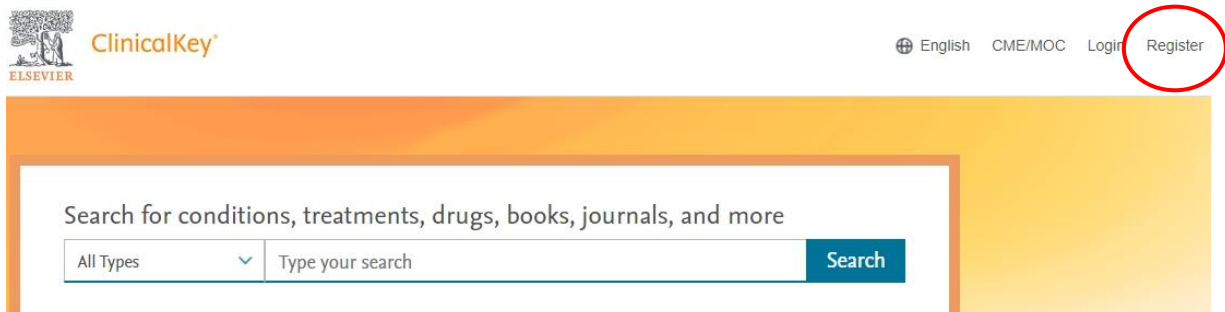 ELSEVIER
ClinicalKey®
English CME/MOC Login Register
Search for conditions, treatments, drugs, books, journals, and more
All Types Type your search Search